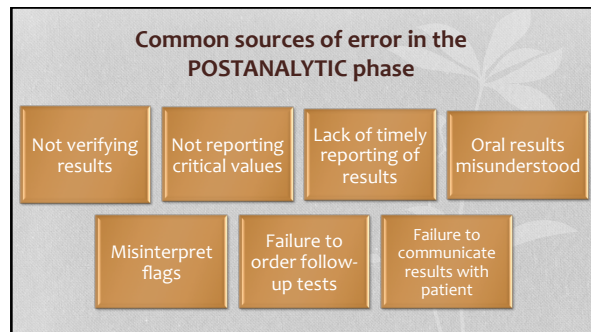 Common sources of error in the
POSTANALYTIC phase
Not verifying
results
Not reporting
critical values
Lack of timely
reporting of
results
Oral results
misunderstood
Misinterpret
flags
Failure to
order follow-
up tests
Failure to
communicate
results with
patient